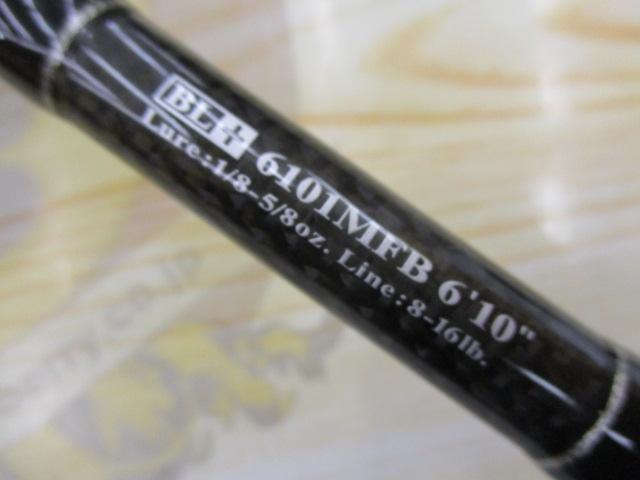 BL+ 6101MFB 6'10"
Lure:1/8-5/8oz. Line:8-16lb.